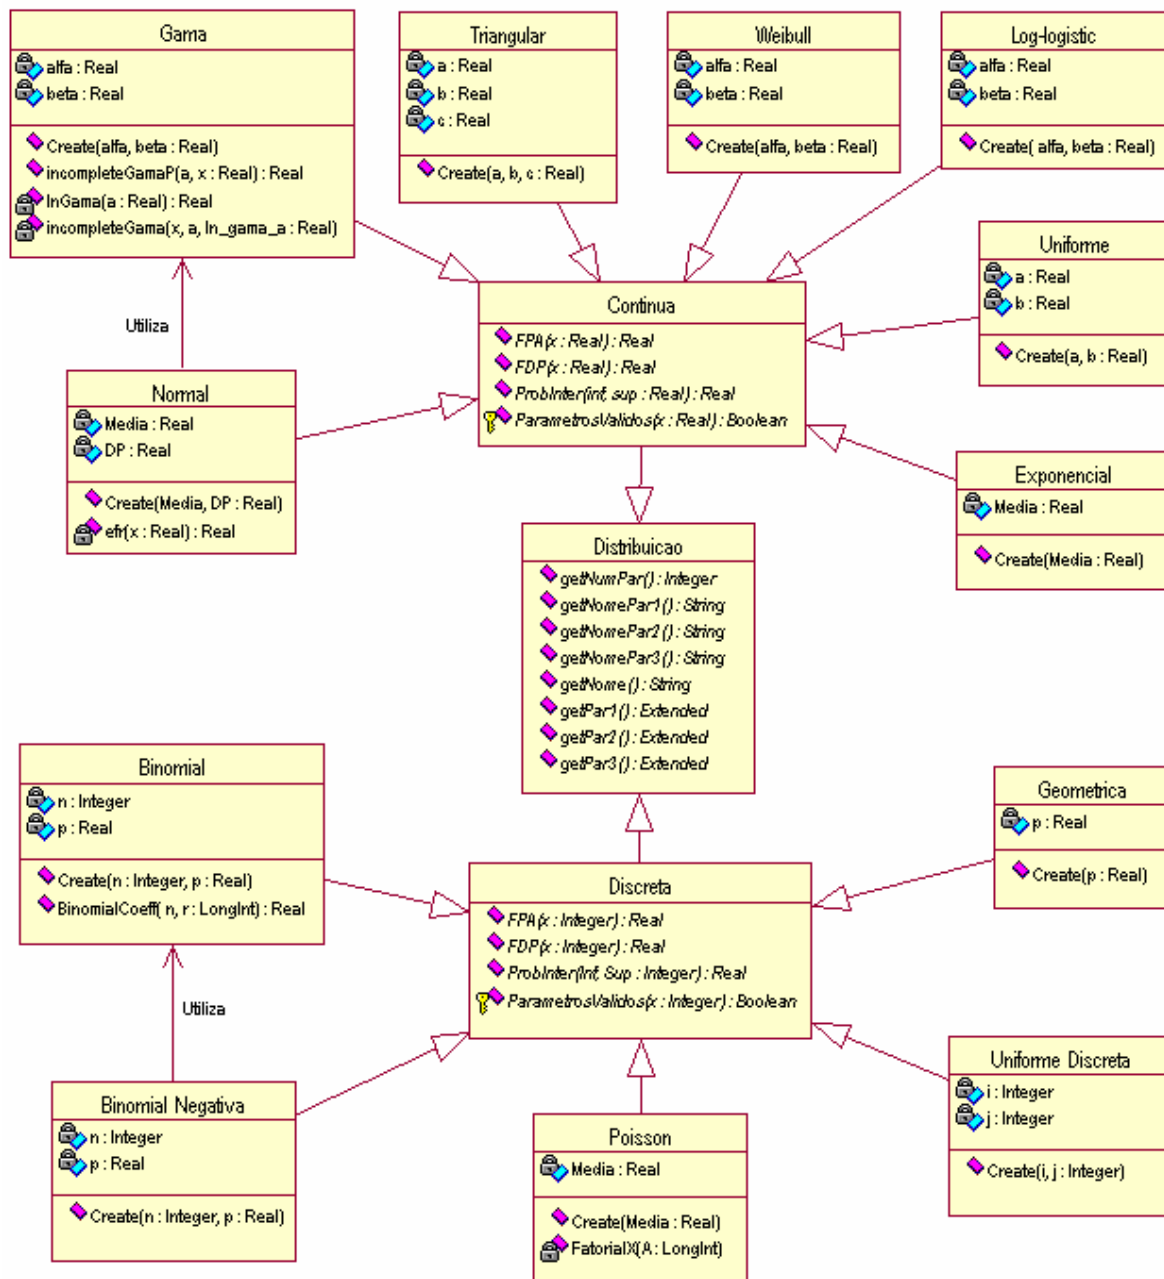 Gama
alfa : Real
beta : Real
Create(alfa, beta : Real)
incompleteGamaP(a, x : Real) : Real
lnGama(a : Real) : Real
incompleteGama(x, a, ln_gama_a : Real)
Triangular
a : Real
b : Real
c : Real
Create(a, b, c : Real)
Weibull
alfa : Real
beta : Real
Create(alfa, beta : Real)
Log-logistic
alfa : Real
beta : Real
Create( alfa, beta : Real)
Uniforme
a : Real
b : Real
Create(a, b : Real)
Utiliza
Continua
FPA(x : Real) : Real
FDP(x : Real) : Real
ProbInter(inf, sup : Real) : Real
ParametrosValidos(x : Real) : Boolean
Normal
Media : Real
DP : Real
Create(Media, DP : Real)
efr(x : Real) : Real
Exponencial
Media : Real
Create(Media : Real)
Distribuicao
getNumPar() : Integer
getNomePar1() : String
getNomePar2() : String
getNomePar3() : String
getNome() : String
getPar1() : Extended
getPar2() : Extended
getPar3() : Extended
Binomial
n : Integer
p : Real
Create(n : Integer, p : Real)
BinomialCoeff( n, r : LongInt) : Real
Geometrica
p : Real
Create(p : Real)
Discreta
FPA(x : Integer) : Real
FDP(x : Integer) : Real
ProbInter(Inf, Sup : Integer) : Real
ParametrosValidos(x : Integer) : Boolean
Utiliza
Binomial Negativa
n : Integer
p : Real
Create(n : Integer, p : Real)
Poisson
Media : Real
Create(Media : Real)
FatorialX(A : LongInt)
Uniforme Discreta
i : Integer
j : Integer
Create(i, j : Integer)